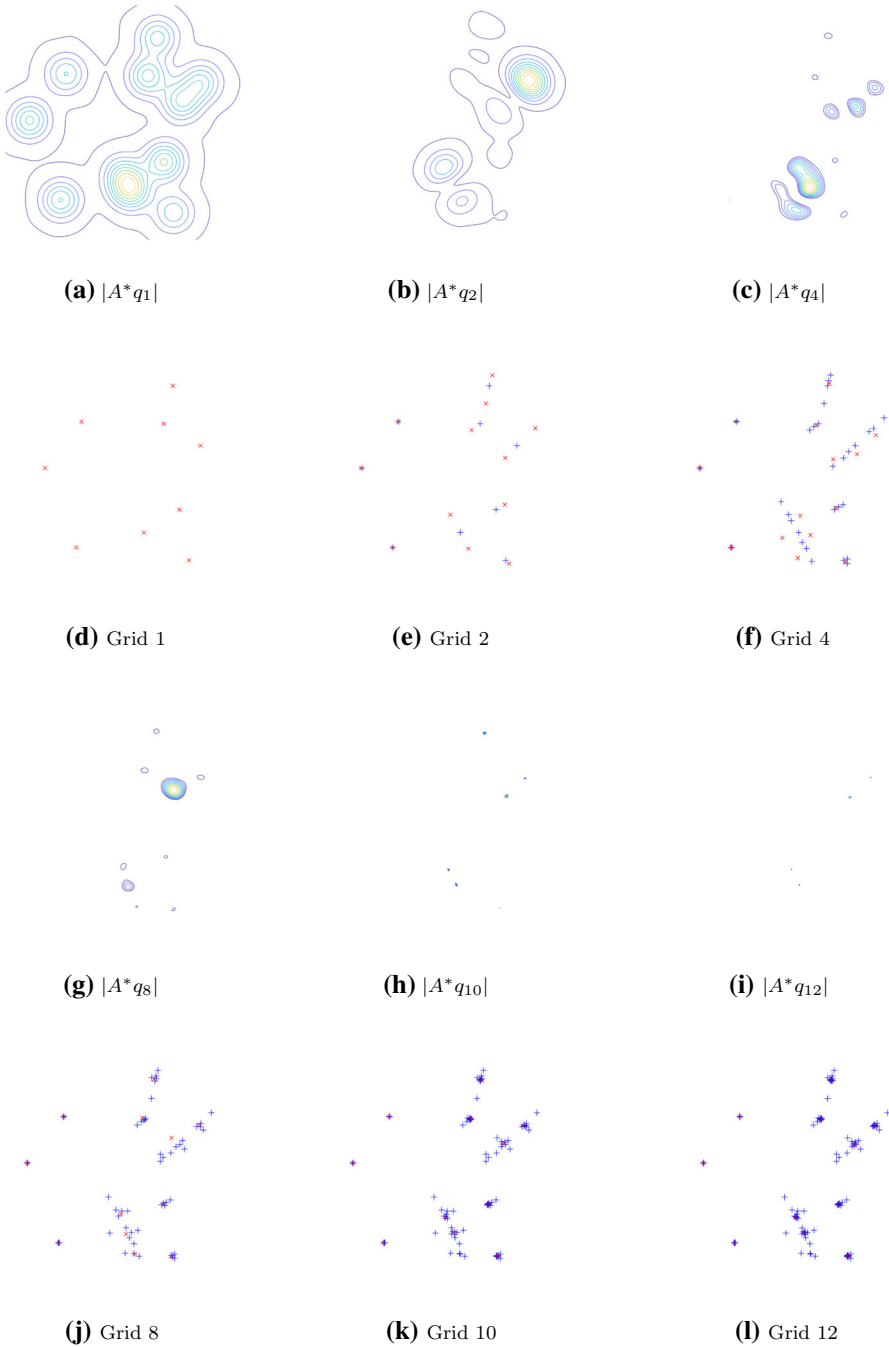 (a) |A*q₁| (b) |A*q₂| (c) |A*q₄|
(d) Grid 1 (e) Grid 2 (f) Grid 4
(g) |A*q₈| (h) |A*q₁₀| (i) |A*q₁₂|
(j) Grid 8 (k) Grid 10 (l) Grid 12